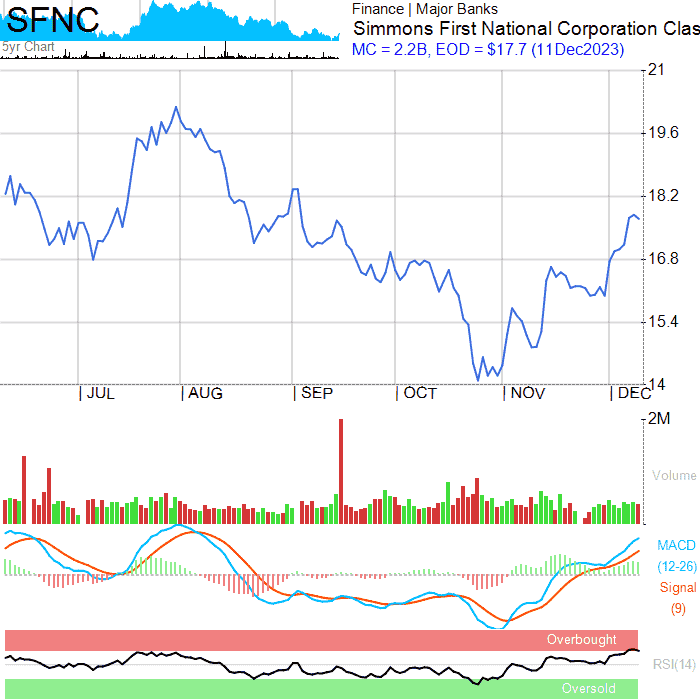 SFNC
5yr Chart
Finance | Major Banks
Simmons First National Corporation Clas
MC = 2.2B, EOD = $17.7 (11Dec2023)
21
19.6
18.2
16.8
15.4
14
|JUL |AUG |SEP |OCT |NOV |DEC
2M
Volume
MACD
(12-26)
Signal
(9)
Overbought
RSI(14)
Oversold